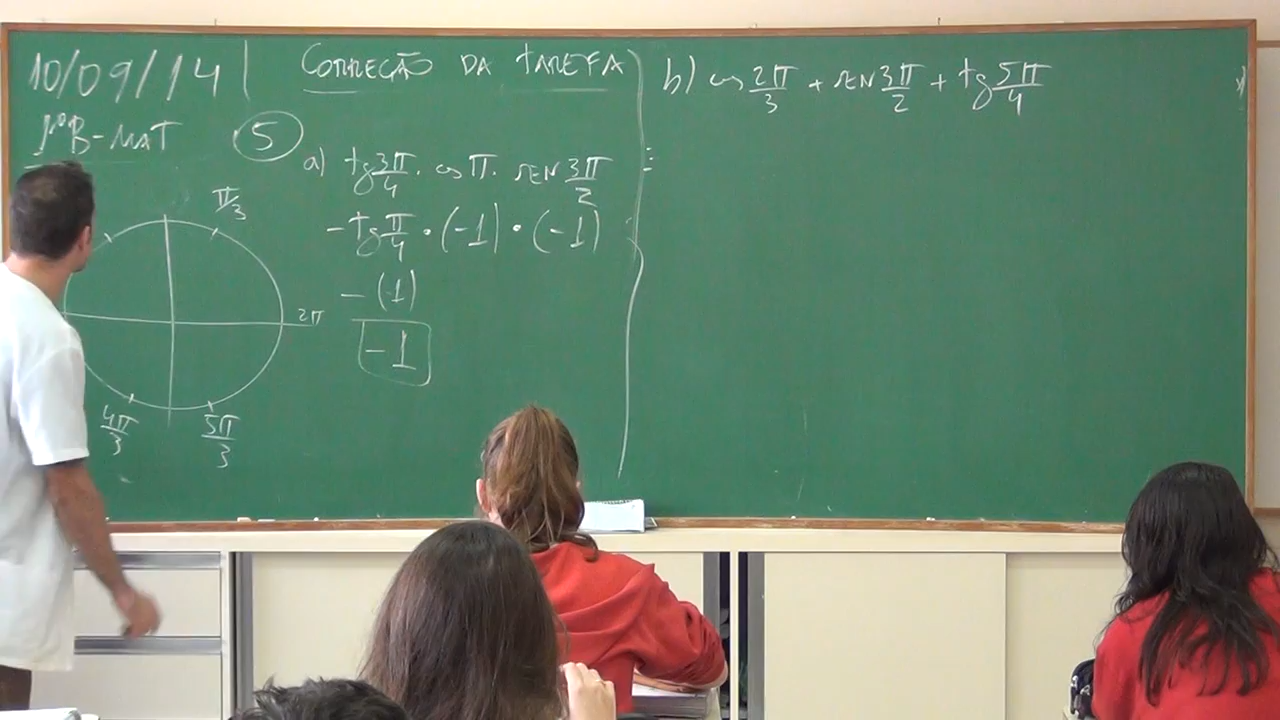 10/09/14
CORREÇÃO DA TAREFA
1ºB-MAT
5
a) tg 3π/4 . cos π . sen 3π/2
-tg π/4 • (-1) • (-1)
-(1)
-1
π/3
2π
4π/3
5π/3
b) cos 2π/3 + sen 3π/2 + tg 5π/4